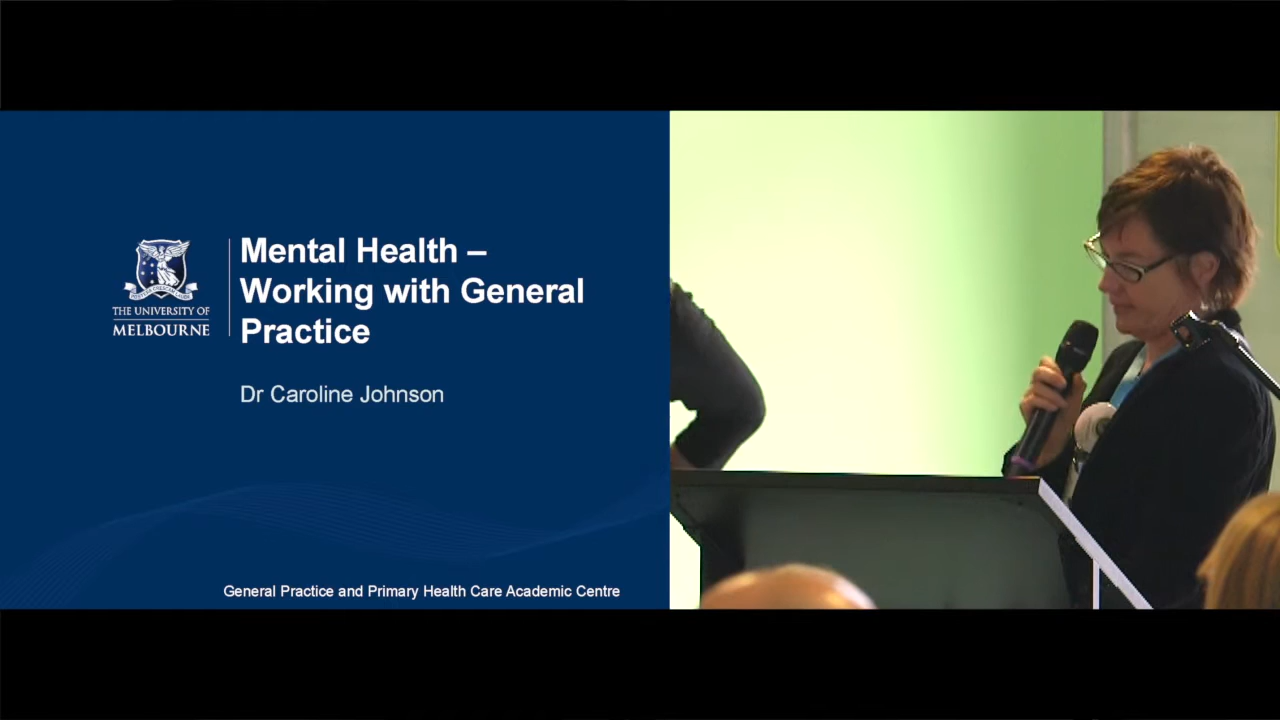 Mental Health –
Working with General
Practice
THE UNIVERSITY OF
MELBOURNE
Dr Caroline Johnson
General Practice and Primary Health Care Academic Centre